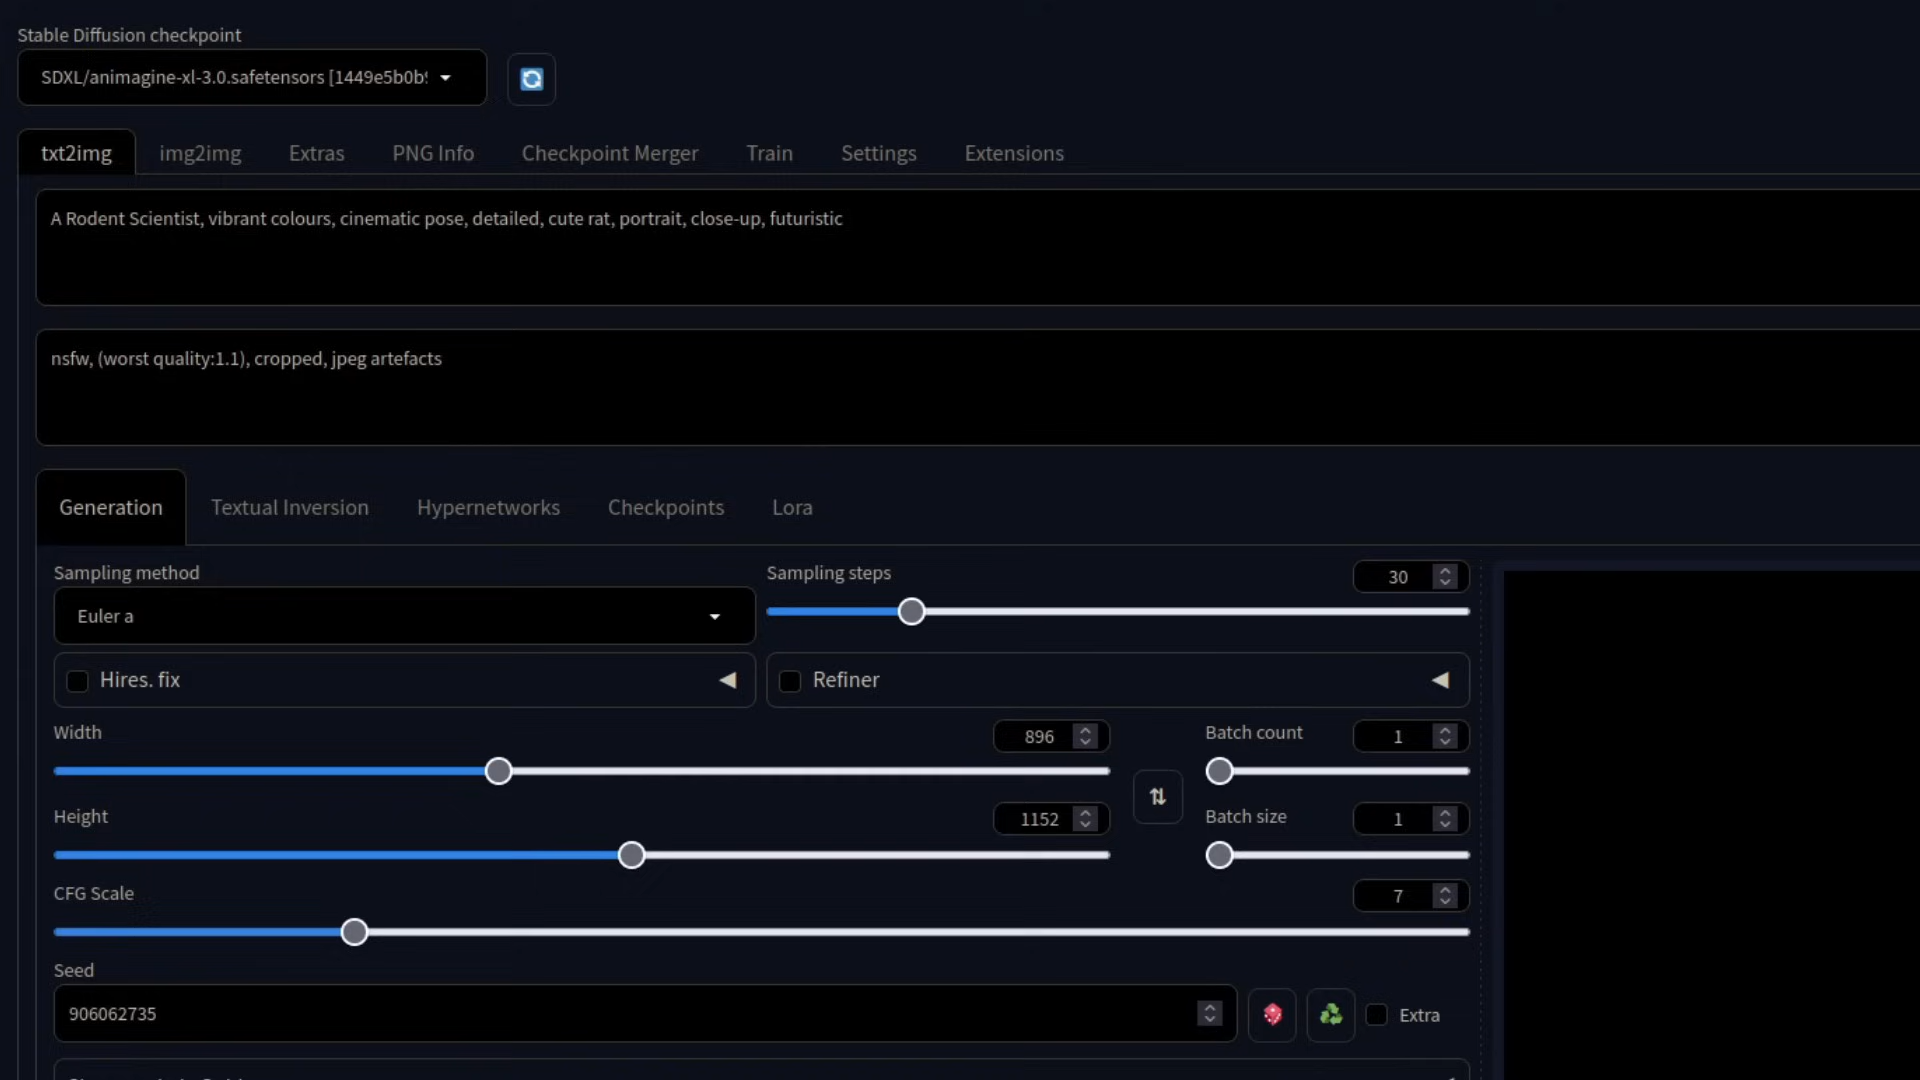 Stable Diffusion checkpoint
SDXL/animagine-xl-3.0.safetensors [1449e5b0b9
txt2img img2img Extras PNG Info Checkpoint Merger Train Settings Extensions
A Rodent Scientist, vibrant colours, cinematic pose, detailed, cute rat, portrait, close-up, futuristic
nsfw, (worst quality:1.1), cropped, jpeg artefacts
Generation Textual Inversion Hypernetworks Checkpoints Lora
Sampling method Sampling steps 30
Euler a
Hires. fix Refiner
Width 896 Batch count 1
Height 1152 Batch size 1
CFG Scale 7
Seed
906062735 Extra